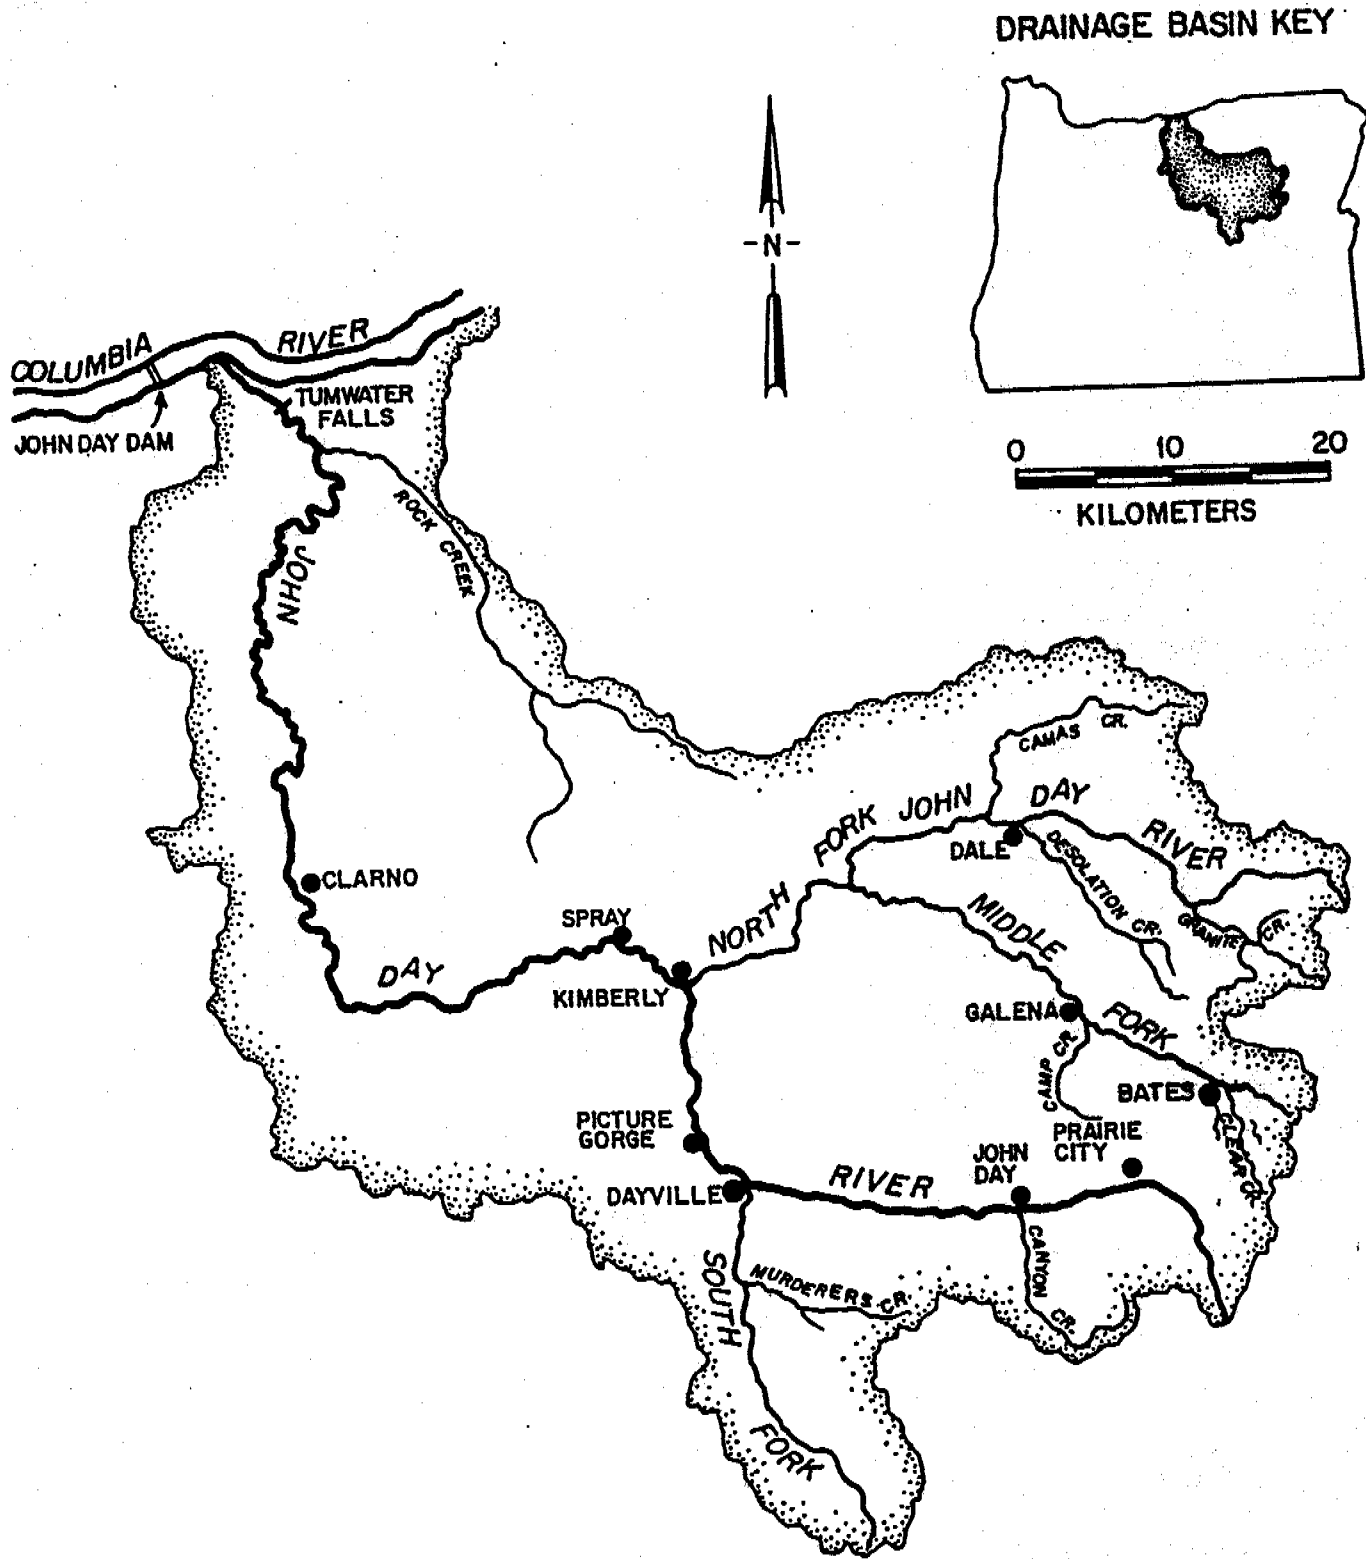 DRAINAGE BASIN KEY
-N-
COLUMBIA RIVER
TUMWATER
FALLS
JOHN DAY DAM
0 10 20
KILOMETERS
ROCK CREEK
JOHN
CAMAS CR.
NORTH FORK JOHN DAY RIVER
DALE
DESOLATION CR.
GRANITE CR.
CLARNO
SPRAY
DAY
KIMBERLY
MIDDLE FORK
GALENA
CAMP CR.
BATES
CLEAR CR.
PICTURE
GORGE
PRAIRIE
CITY
JOHN
DAY
DAYVILLE
RIVER
CANYON CR.
SOUTH FORK
MURDERERS CR.